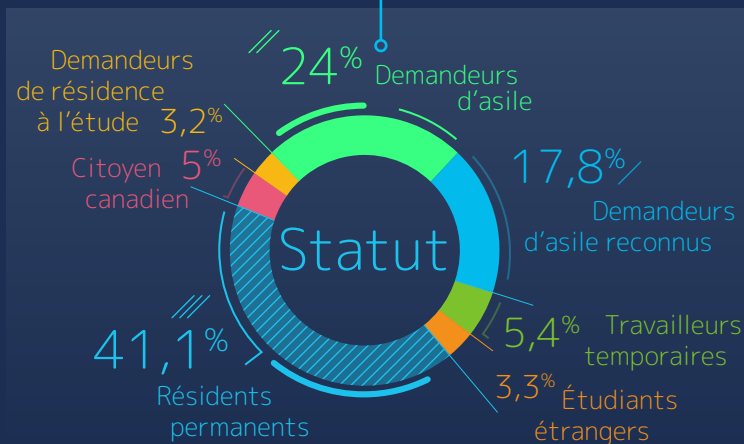 24% Demandeurs
d'asile
17,8%
Demandeurs
d'asile reconnus
5,4% Travailleurs
temporaires
3,3% Étudiants
étrangers
41,1%
Résidents
permanents
Citoyen 5%
canadien
Demandeurs
de résidence
à l'étude 3,2%
Statut